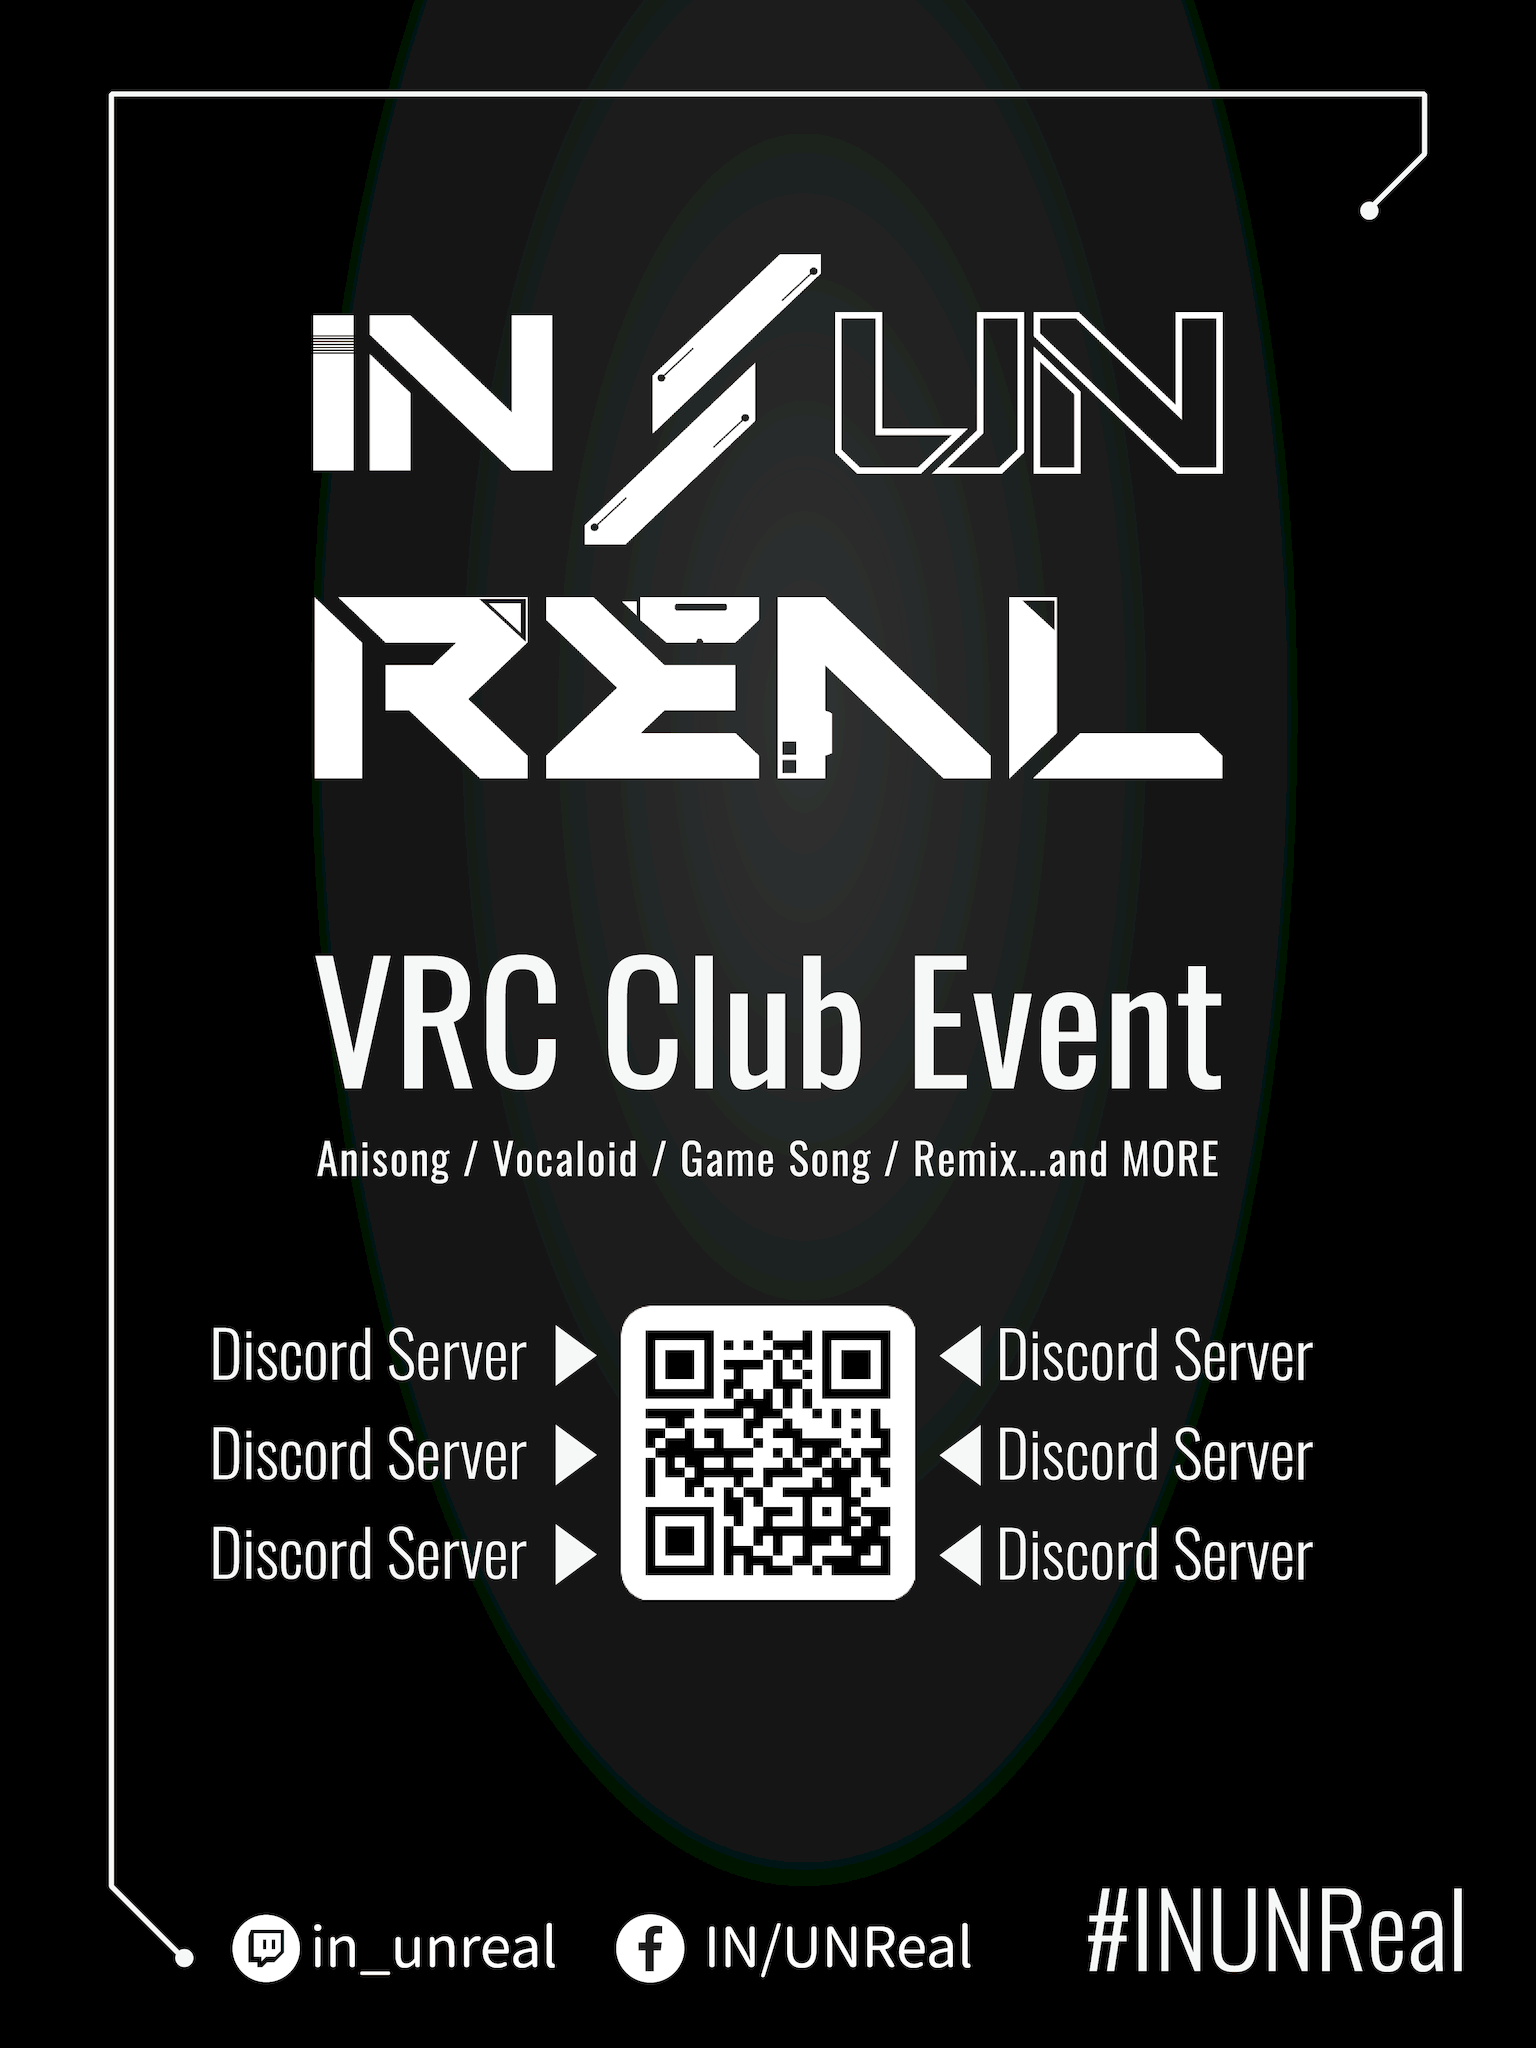 IN/UN
REAL
VRC Club Event
Anisong / Vocaloid / Game Song / Remix...and MORE
Discord Server ▶ ◀ Discord Server
Discord Server ▶ ◀ Discord Server
Discord Server ▶ ◀ Discord Server
in_unreal IN/UNReal #INUNReal